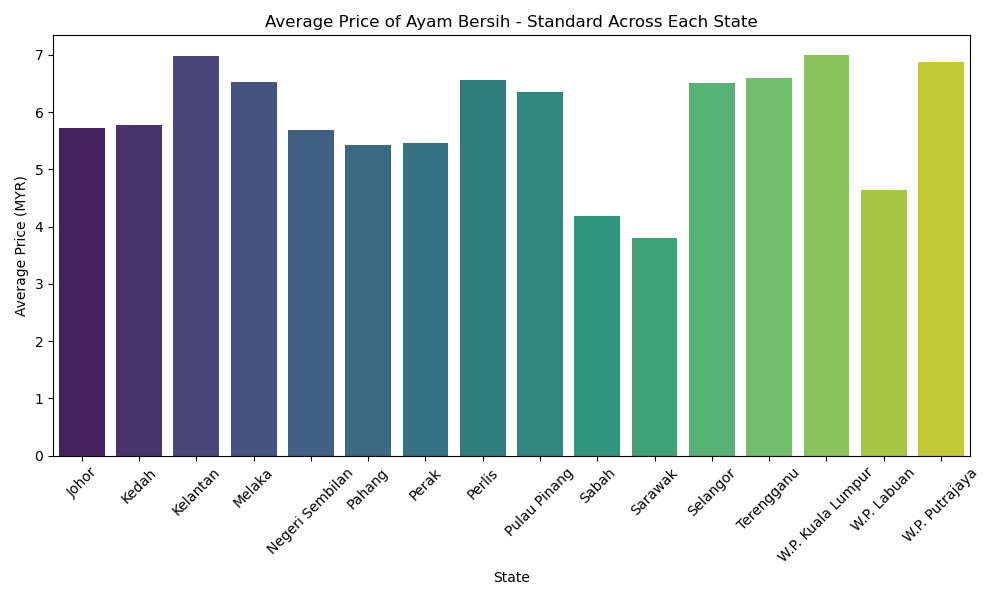 Average Price of Ayam Bersih - Standard Across Each State
Average Price (MYR)
7
6
5
4
3
2
1
0
Johor
Kedah
Kelantan
Melaka
Negeri Sembilan
Pahang
Perak
Perlis
Pulau Pinang
Sabah
Sarawak
Selangor
Terengganu
W.P. Kuala Lumpur
W.P. Labuan
W.P. Putrajaya
State